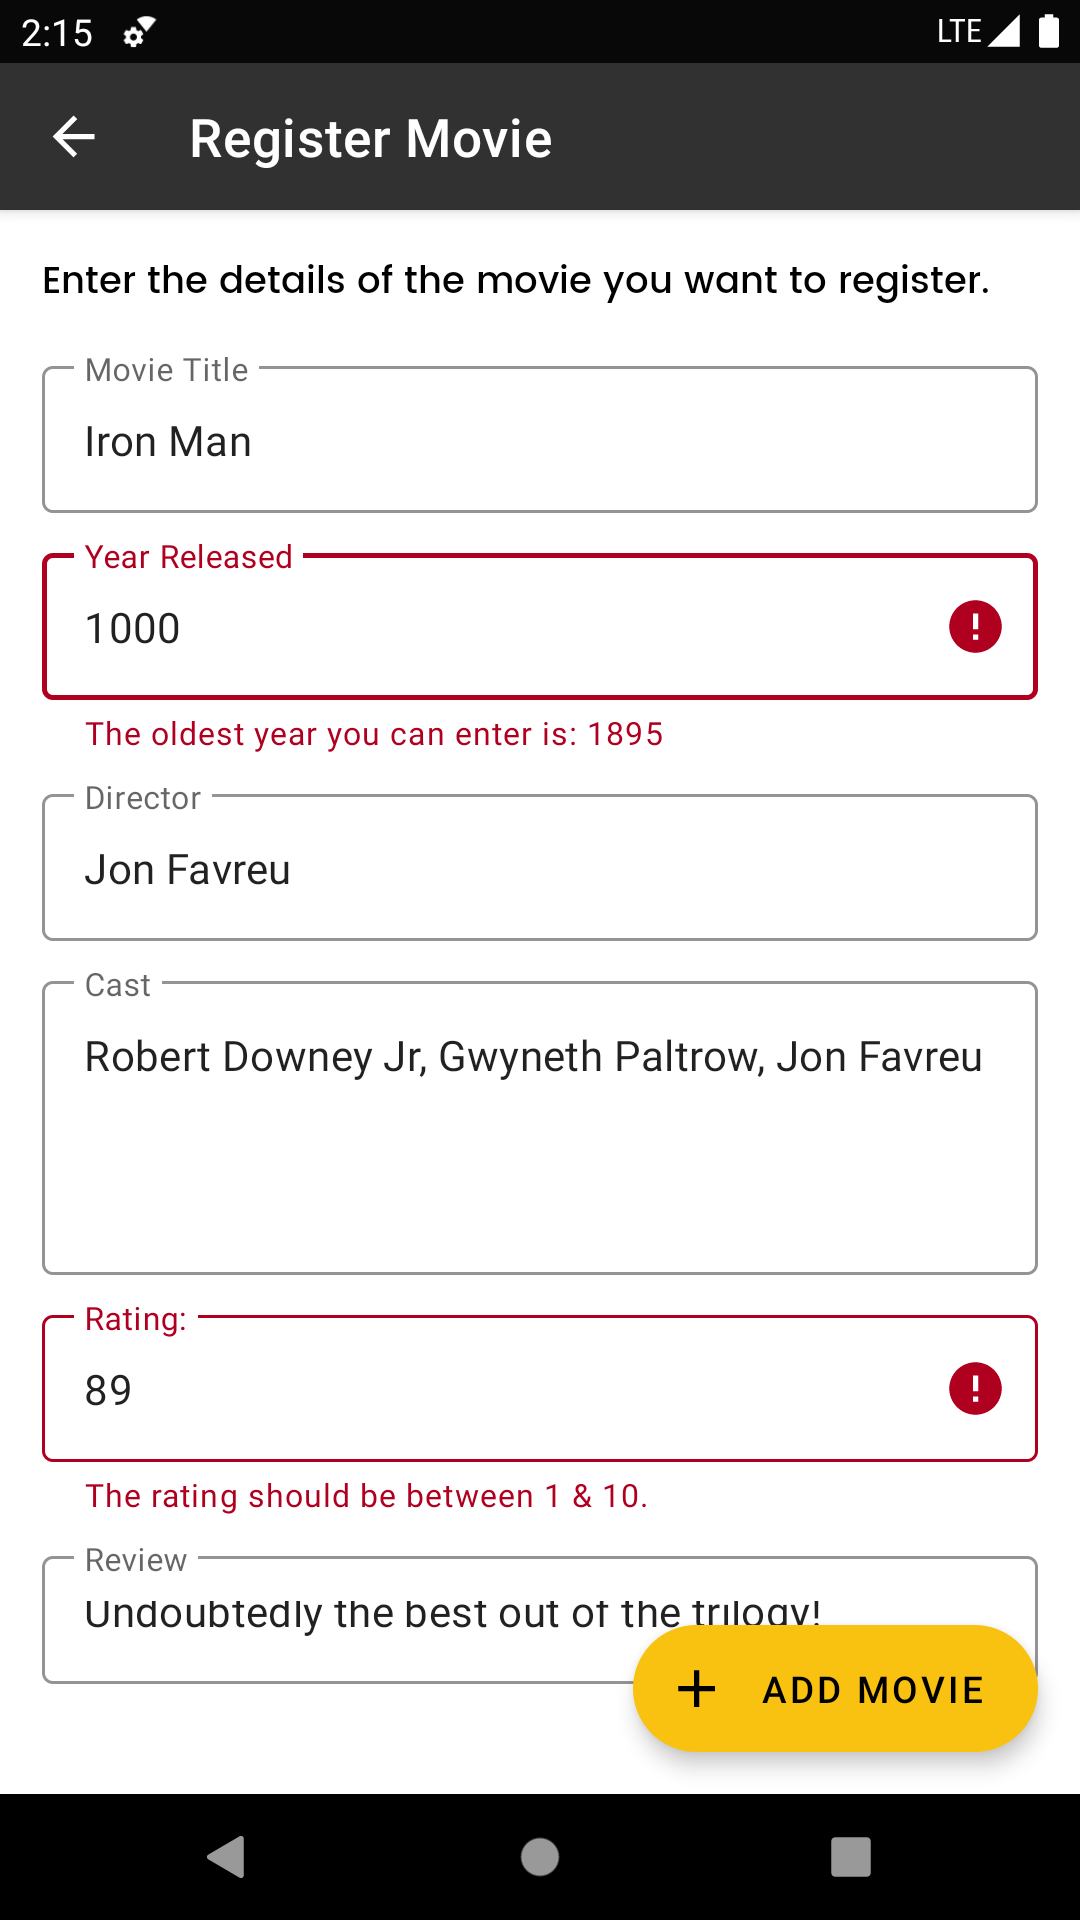 2:15 LTE
Register Movie
Enter the details of the movie you want to register.
Movie Title
Iron Man
Year Released
1000
The oldest year you can enter is: 1895
Director
Jon Favreu
Cast
Robert Downey Jr, Gwyneth Paltrow, Jon Favreu
Rating:
89
The rating should be between 1 & 10.
Review
Undoubtedly the best out of the trilogy!
ADD MOVIE